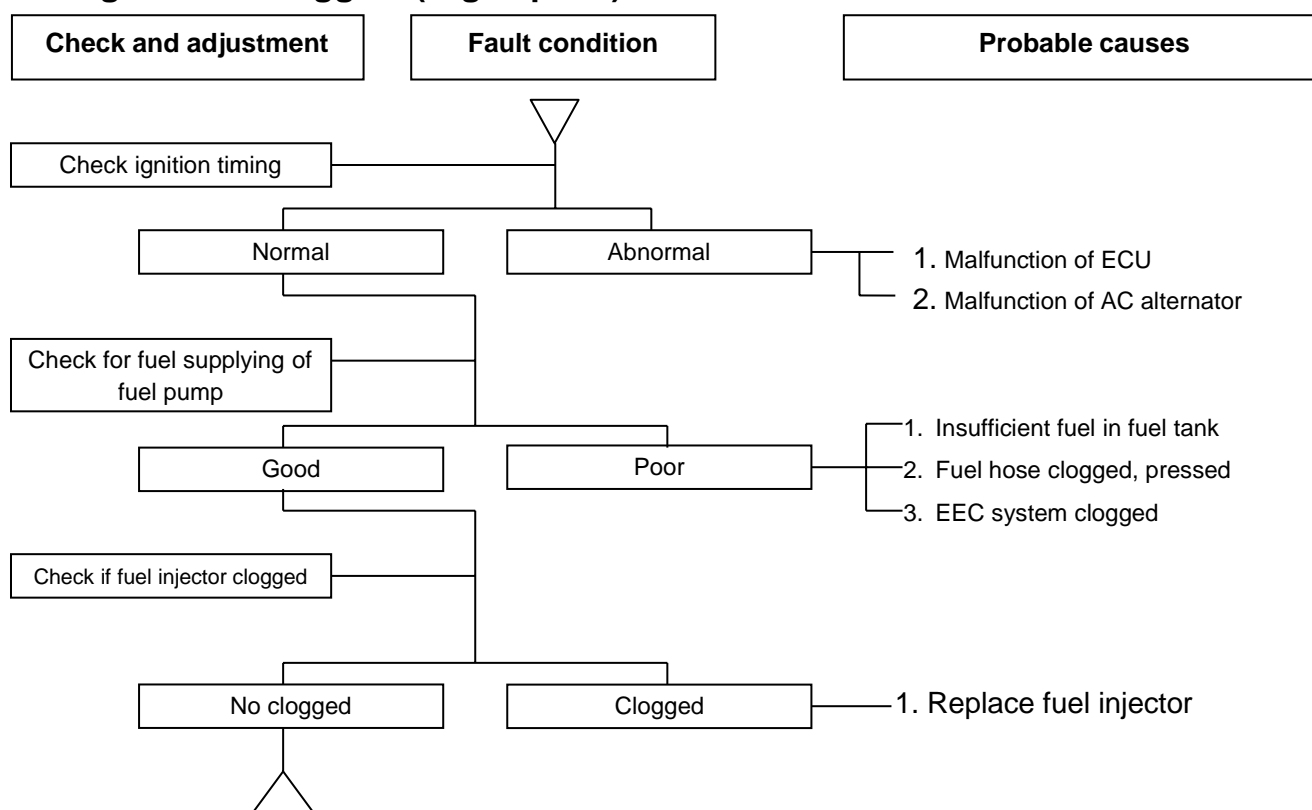 Check and adjustment
Fault condition
Probable causes
Check ignition timing
Normal
Abnormal
1. Malfunction of ECU
2. Malfunction of AC alternator
Check for fuel supplying of
fuel pump
Good
Poor
1. Insufficient fuel in fuel tank
2. Fuel hose clogged, pressed
3. EEC system clogged
Check if fuel injector clogged
No clogged
Clogged
1. Replace fuel injector